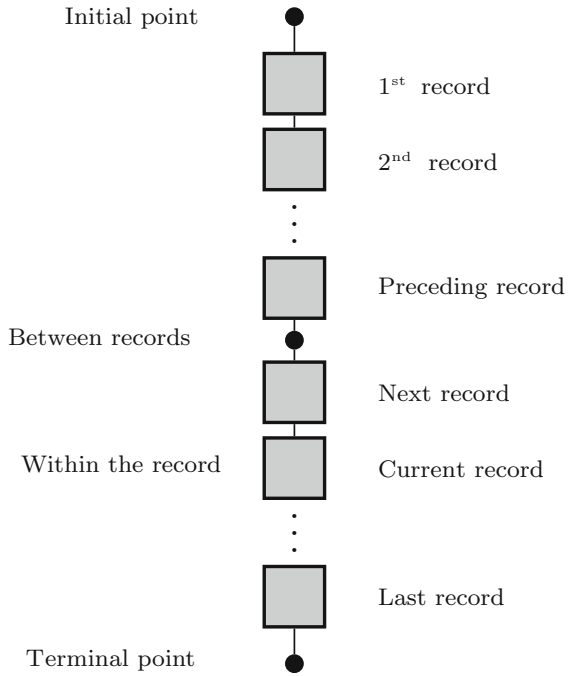 Initial point
1st record
2nd record
Preceding record
Between records
Next record
Within the record
Current record
Last record
Terminal point